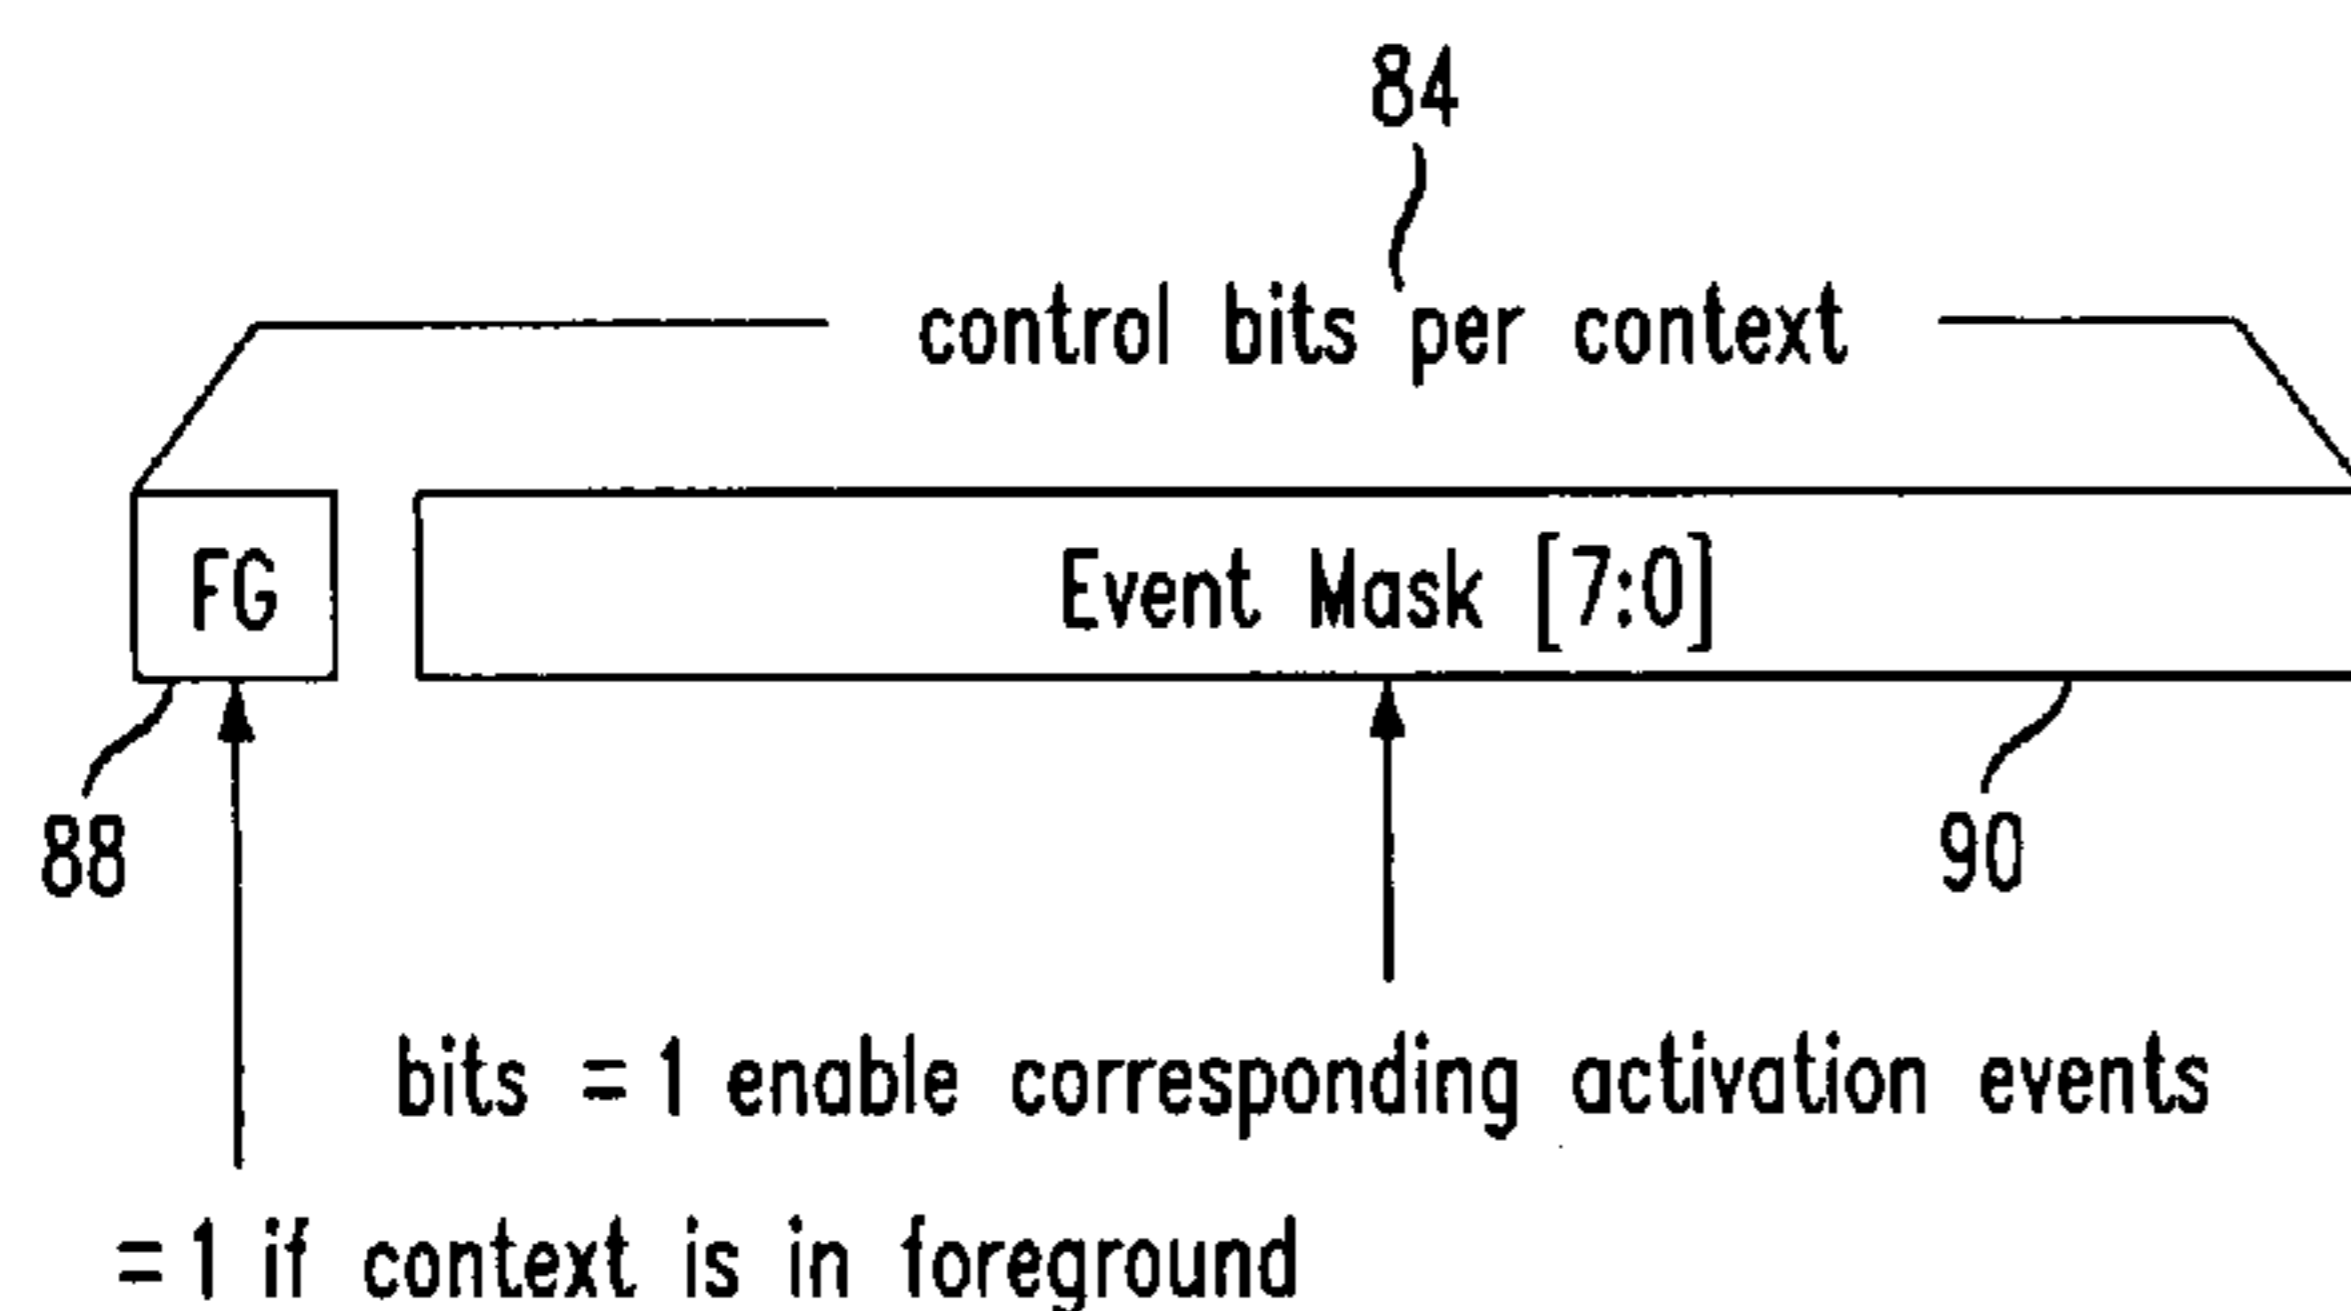 84
control bits per context
FG
Event Mask [7:0]
88
90
bits = 1 enable corresponding activation events
= 1 if context is in foreground